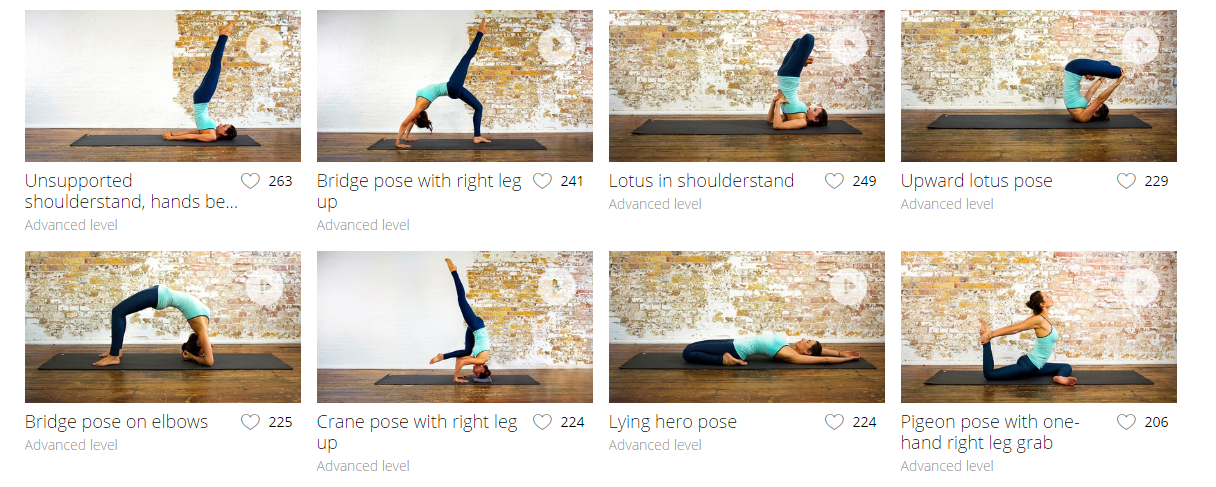 Unsupported
shoulderstand, hands be...
263
Advanced level
Bridge pose with right leg
up
241
Advanced level
Lotus in shoulderstand
249
Advanced level
Upward lotus pose
229
Advanced level
Bridge pose on elbows
225
Advanced level
Crane pose with right leg
up
224
Advanced level
Lying hero pose
224
Advanced level
Pigeon pose with one-
hand right leg grab
206
Advanced level